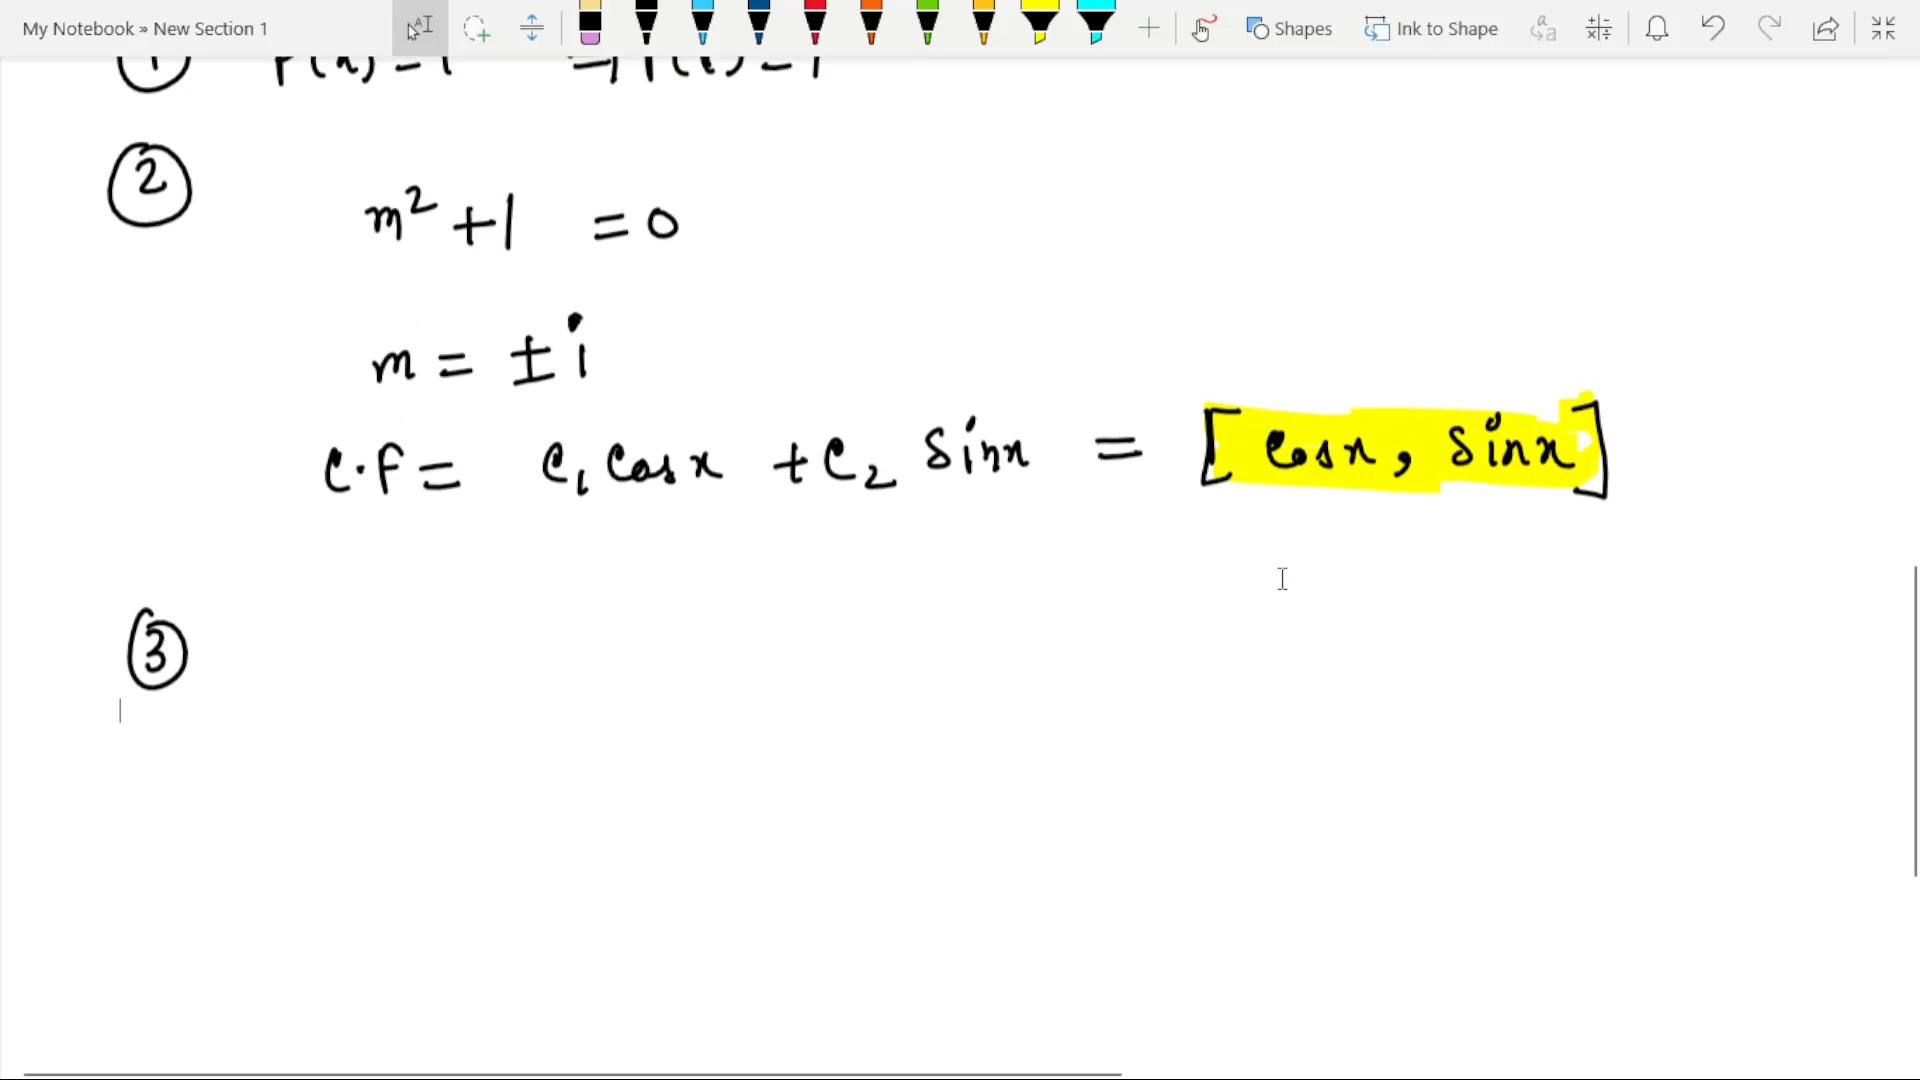 My Notebook » New Section 1
Shapes
Ink to Shape
①
②
m² + 1 = 0
m = ± i
C.F = C₁ Cos x + C₂ Sin x = [ Cos x, Sin x ]
③